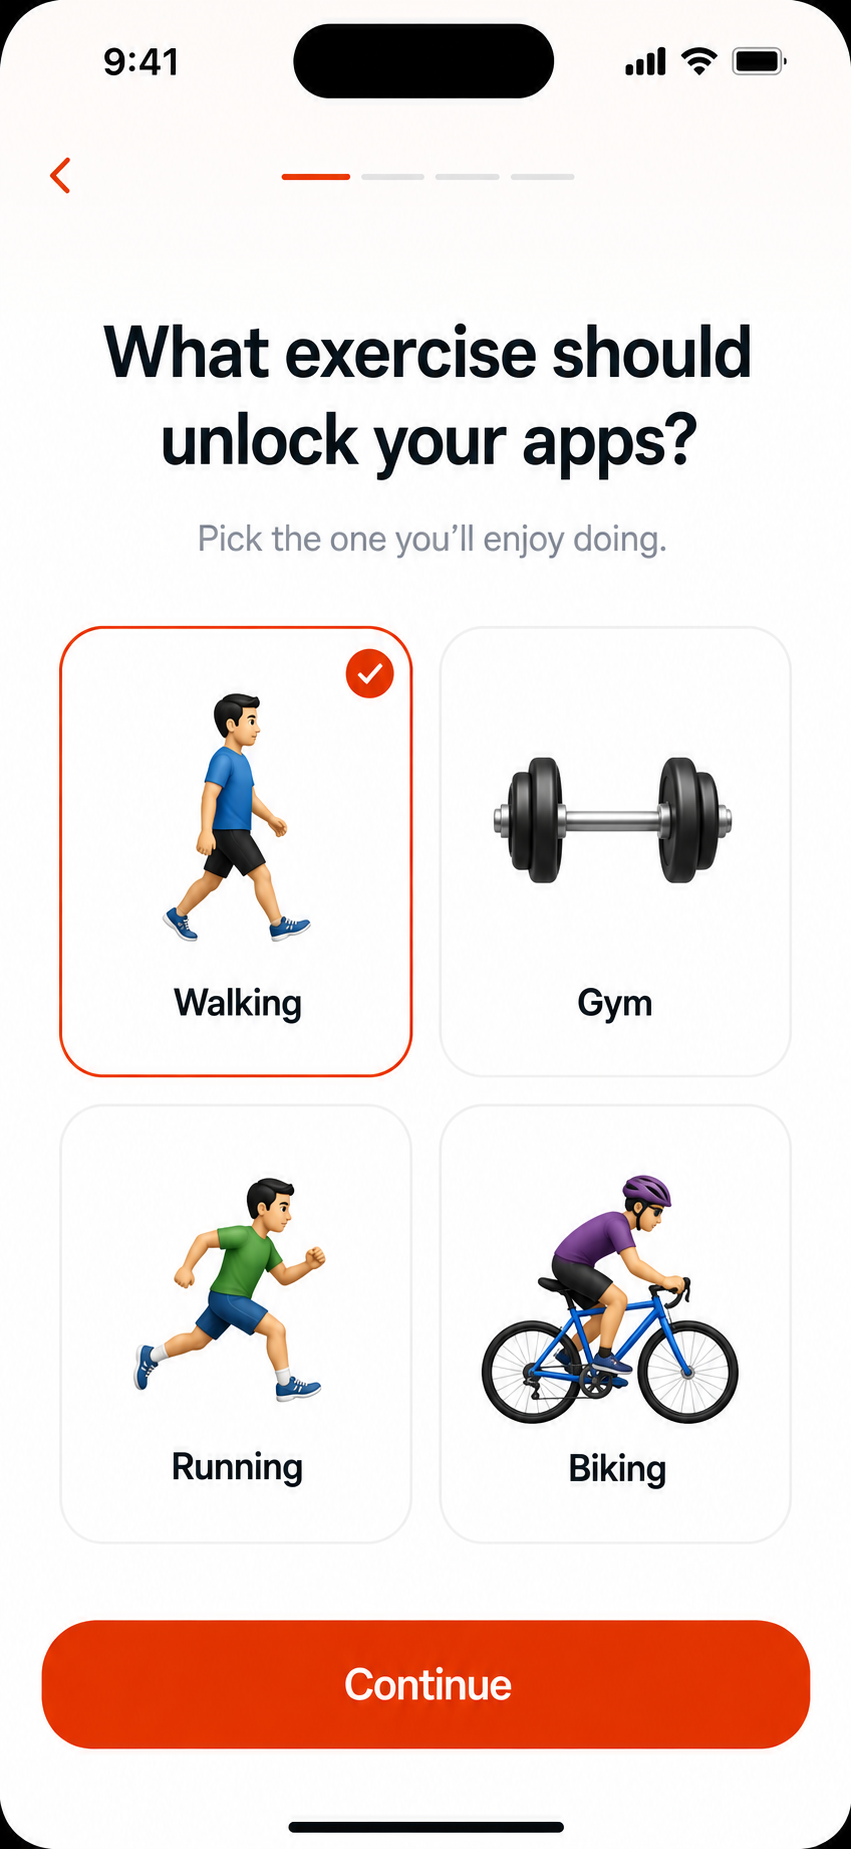 9:41
What exercise should
unlock your apps?
Pick the one you’ll enjoy doing.
Walking
Gym
Running
Biking
Continue